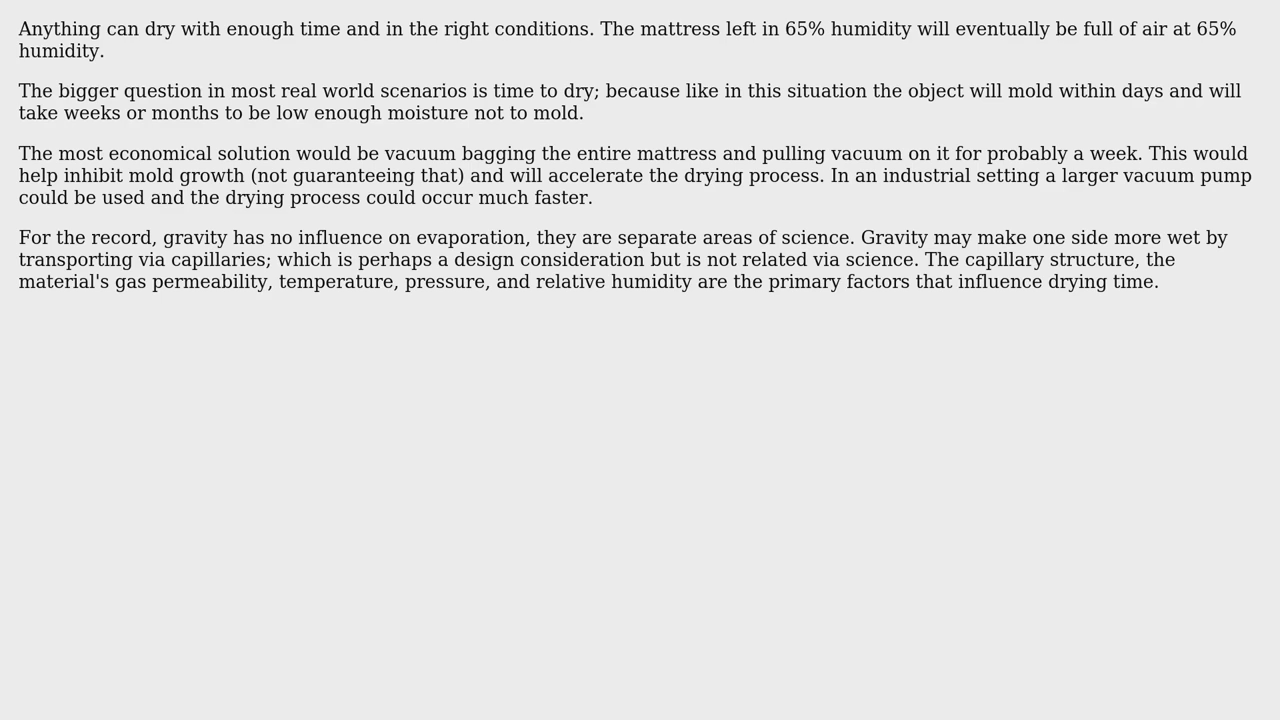 Anything can dry with enough time and in the right conditions. The mattress left in 65% humidity will eventually be full of air at 65%
humidity.
The bigger question in most real world scenarios is time to dry; because like in this situation the object will mold within days and will
take weeks or months to be low enough moisture not to mold.
The most economical solution would be vacuum bagging the entire mattress and pulling vacuum on it for probably a week. This would
help inhibit mold growth (not guaranteeing that) and will accelerate the drying process. In an industrial setting a larger vacuum pump
could be used and the drying process could occur much faster.
For the record, gravity has no influence on evaporation, they are separate areas of science. Gravity may make one side more wet by
transporting via capillaries; which is perhaps a design consideration but is not related via science. The capillary structure, the
material's gas permeability, temperature, pressure, and relative humidity are the primary factors that influence drying time.